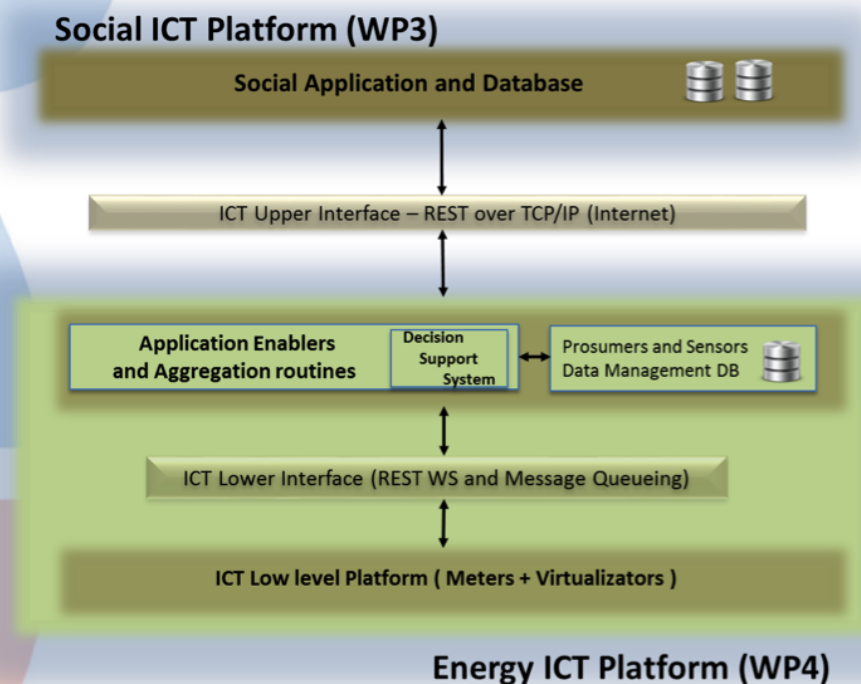 Social ICT Platform (WP3)
Social Application and Database
ICT Upper Interface – REST over TCP/IP (Internet)
Application Enablers
and Aggregation routines
Decision
Support
System
Prosumers and Sensors
Data Management DB
ICT Lower Interface (REST WS and Message Queueing)
ICT Low level Platform ( Meters + Virtualizators )
Energy ICT Platform (WP4)